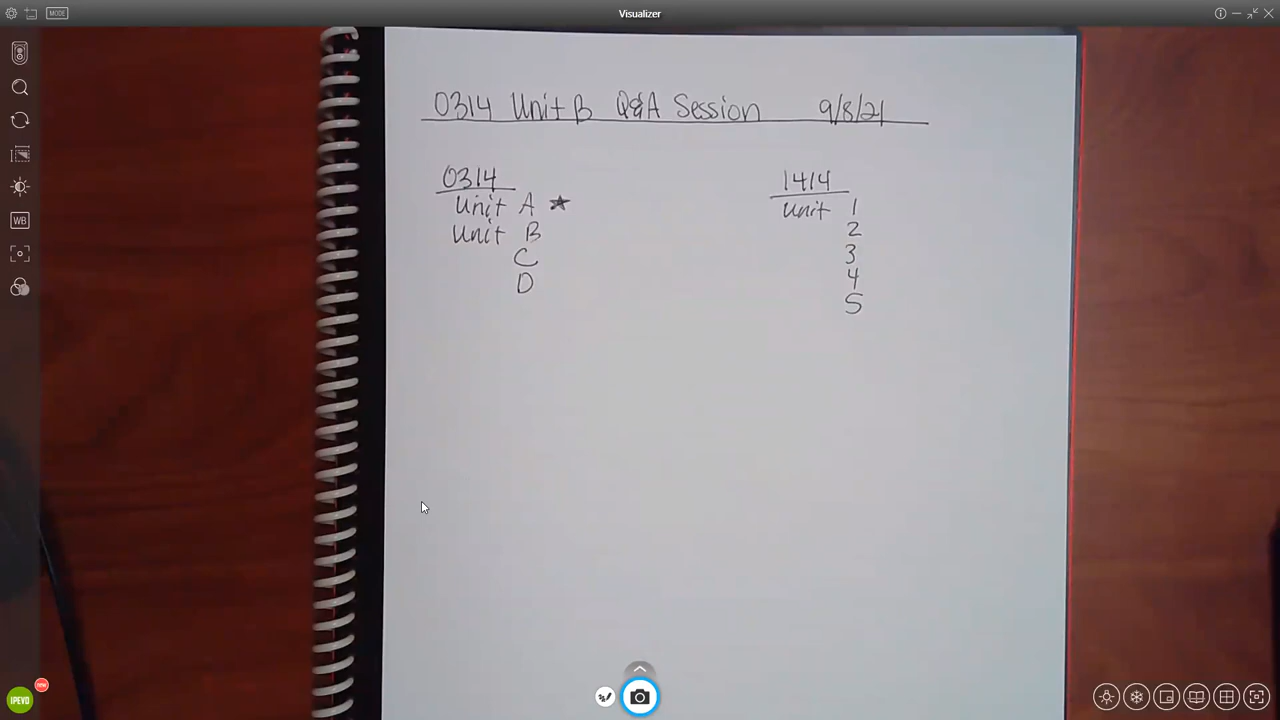 Visualizer
MODE
0314 Unit B Q&A Session 9/8/21
0314
Unit A ★
Unit B
C
D
1414
Unit 1
2
3
4
5
WB
IPEVO
new